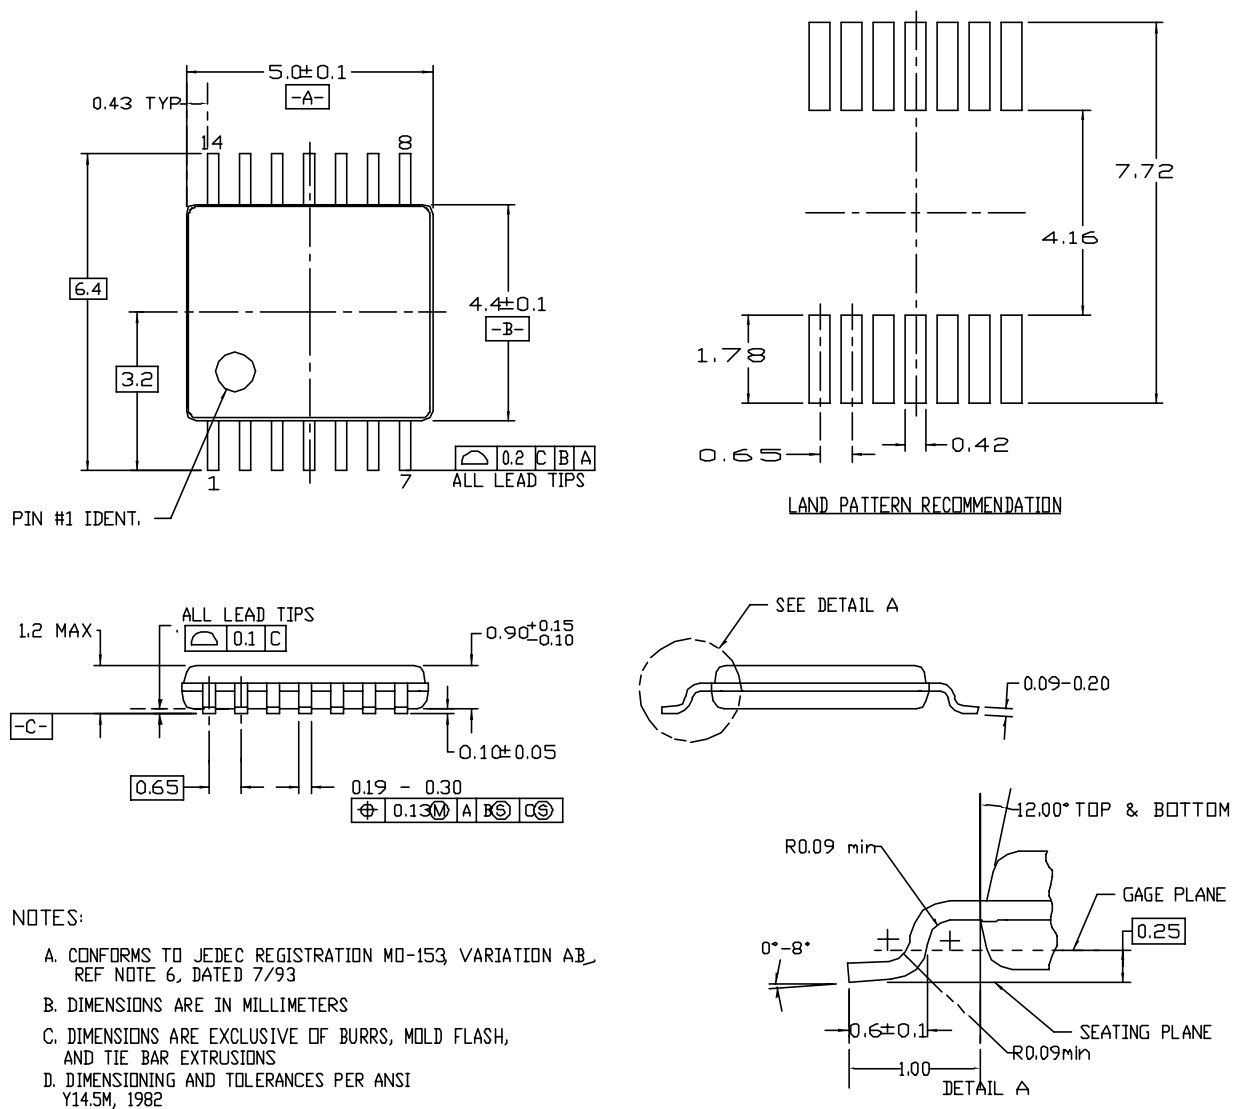 5.0±0.1
-A-
0.43 TYP
14
8
6.4
4.4±0.1
-B-
3.2
0.2 C B A
ALL LEAD TIPS
1
7
PIN #1 IDENT.
7.72
4.16
1.78
0.65
0.42
LAND PATTERN RECOMMENDATION
ALL LEAD TIPS
0.1 C
1.2 MAX
0.90+0.15
-0.10
-C-
0.10±0.05
0.65
0.19 - 0.30
⌖ 0.13Ⓜ A BⓈ CⓈ
SEE DETAIL A
0.09-0.20
12.00° TOP & BOTTOM
R0.09 min
GAGE PLANE
0.25
0°-8°
0.6±0.1
SEATING PLANE
R0.09min
1.00
DETAIL A
NOTES:
A. CONFORMS TO JEDEC REGISTRATION MO-153, VARIATION AB,
REF NOTE 6, DATED 7/93
B. DIMENSIONS ARE IN MILLIMETERS
C. DIMENSIONS ARE EXCLUSIVE OF BURRS, MOLD FLASH,
AND TIE BAR EXTRUSIONS
D. DIMENSIONING AND TOLERANCES PER ANSI
Y14.5M, 1982